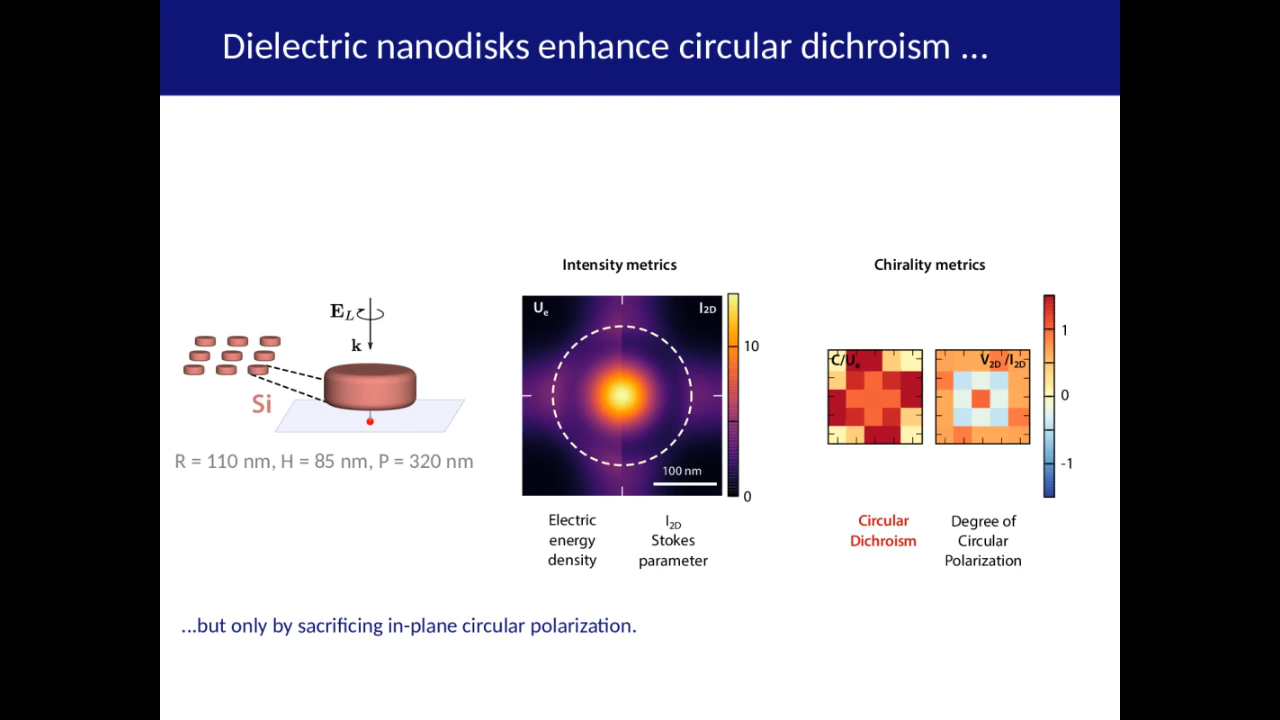 Dielectric nanodisks enhance circular dichroism ...
Intensity metrics
Chirality metrics
E_L
k
Si
R = 110 nm, H = 85 nm, P = 320 nm
U_e
I_2D
100 nm
10
0
C/U_e
V_2D /I_2D
1
0
-1
Electric
energy
density
I_2D
Stokes
parameter
Circular
Dichroism
Degree of
Circular
Polarization
...but only by sacrificing in-plane circular polarization.